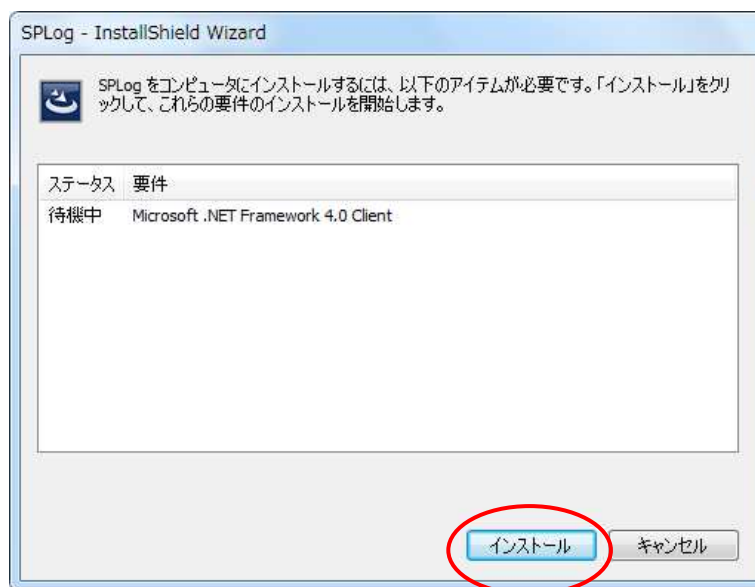 SPLog - InstallShield Wizard
SPLog をコンピュータにインストールするには、以下のアイテムが必要です。「インストール」をクリ
ックして、これらの要件のインストールを開始します。
ステータス 要件
待機中 Microsoft .NET Framework 4.0 Client
インストール キャンセル